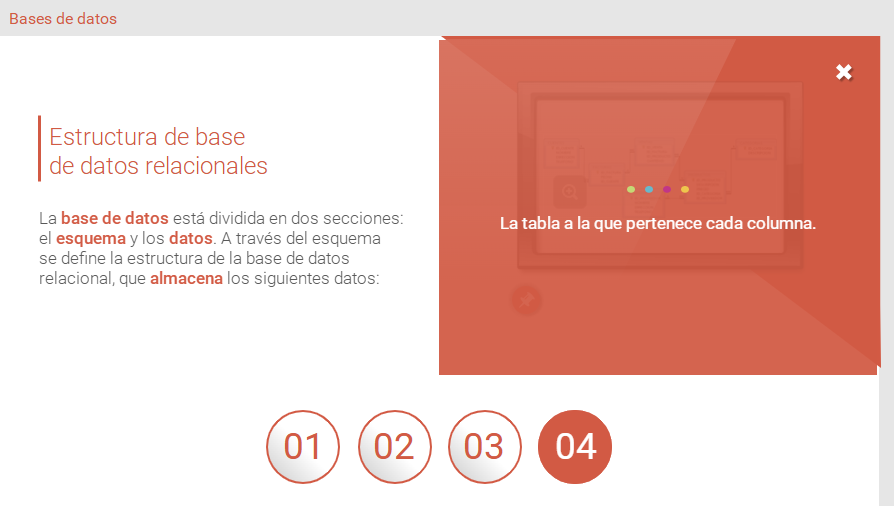 Bases de datos
Estructura de base
de datos relacionales
La base de datos está dividida en dos secciones:
el esquema y los datos. A través del esquema
se define la estructura de la base de datos
relacional, que almacena los siguientes datos:
La tabla a la que pertenece cada columna.
01
02
03
04